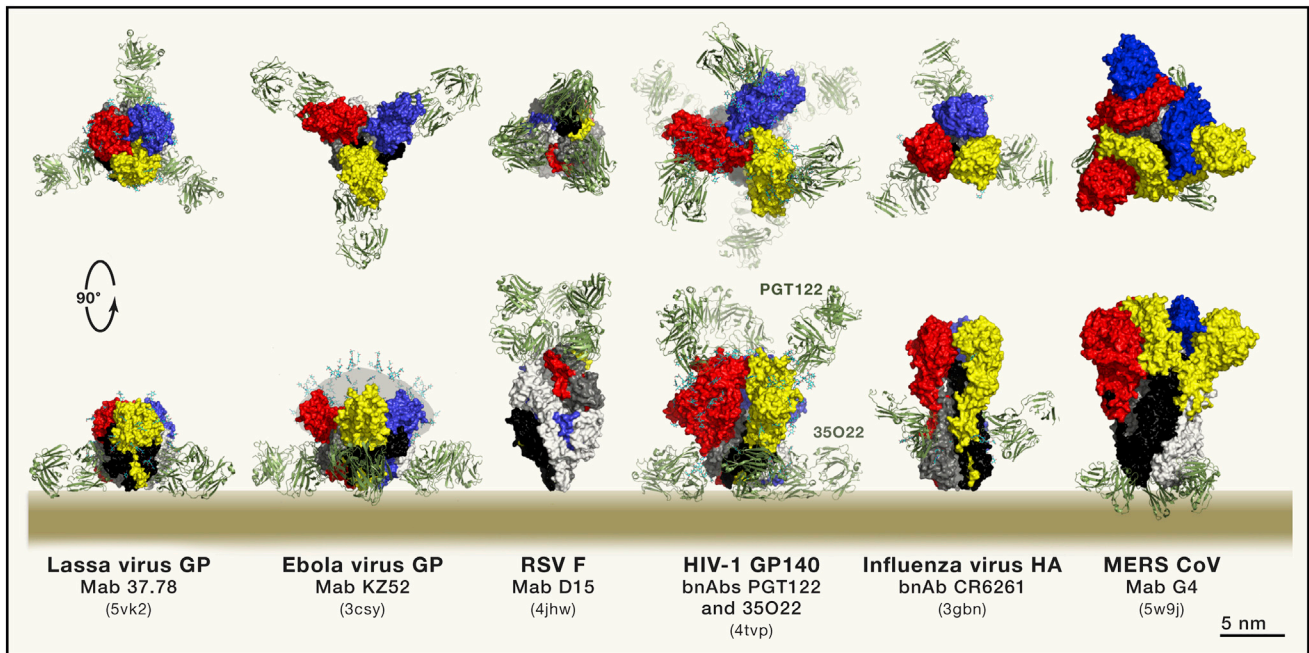 90°
PGT122
35O22
Lassa virus GP
Mab 37.78
(5vk2)
Ebola virus GP
Mab KZ52
(3csy)
RSV F
Mab D15
(4jhw)
HIV-1 GP140
bnAbs PGT122
and 35O22
(4tvp)
Influenza virus HA
bnAb CR6261
(3gbn)
MERS CoV
Mab G4
(5w9j)
5 nm